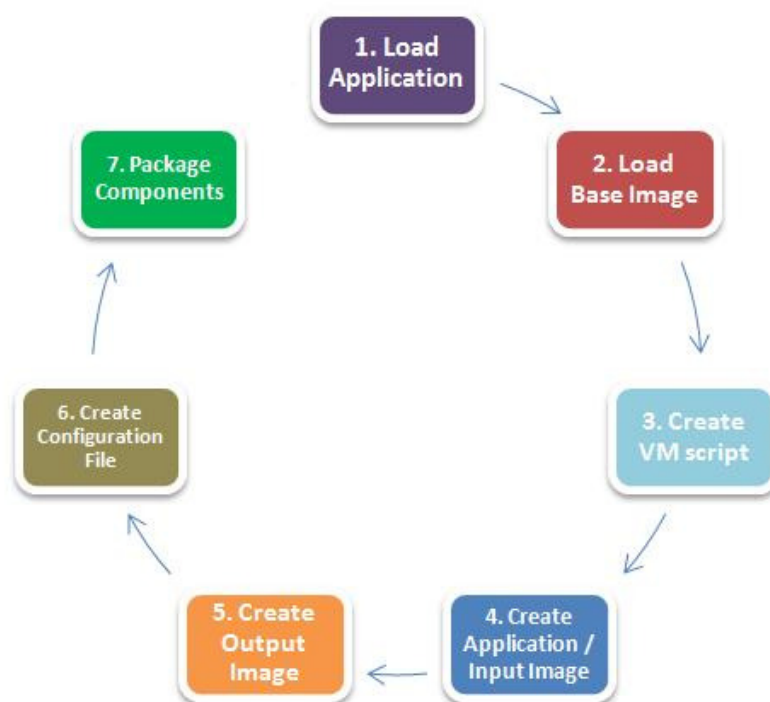 1. Load
Application
2. Load
Base Image
3. Create
VM script
4. Create
Application /
Input Image
5. Create
Output
Image
6. Create
Configuration
File
7. Package
Components